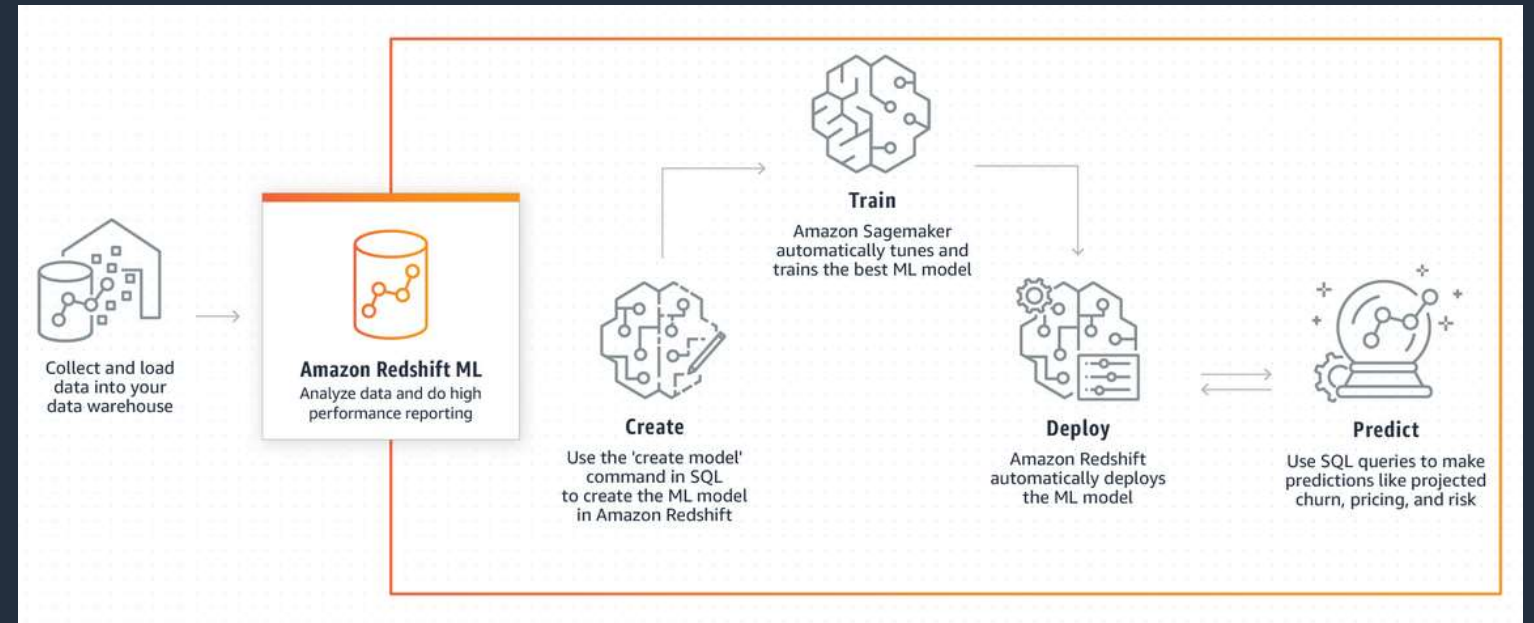 Collect and load
data into your
data warehouse
Amazon Redshift ML
Analyze data and do high
performance reporting
Create
Use the 'create model'
command in SQL
to create the ML model
in Amazon Redshift
Train
Amazon Sagemaker
automatically tunes and
trains the best ML model
Deploy
Amazon Redshift
automatically deploys
the ML model
Predict
Use SQL queries to make
predictions like projected
churn, pricing, and risk